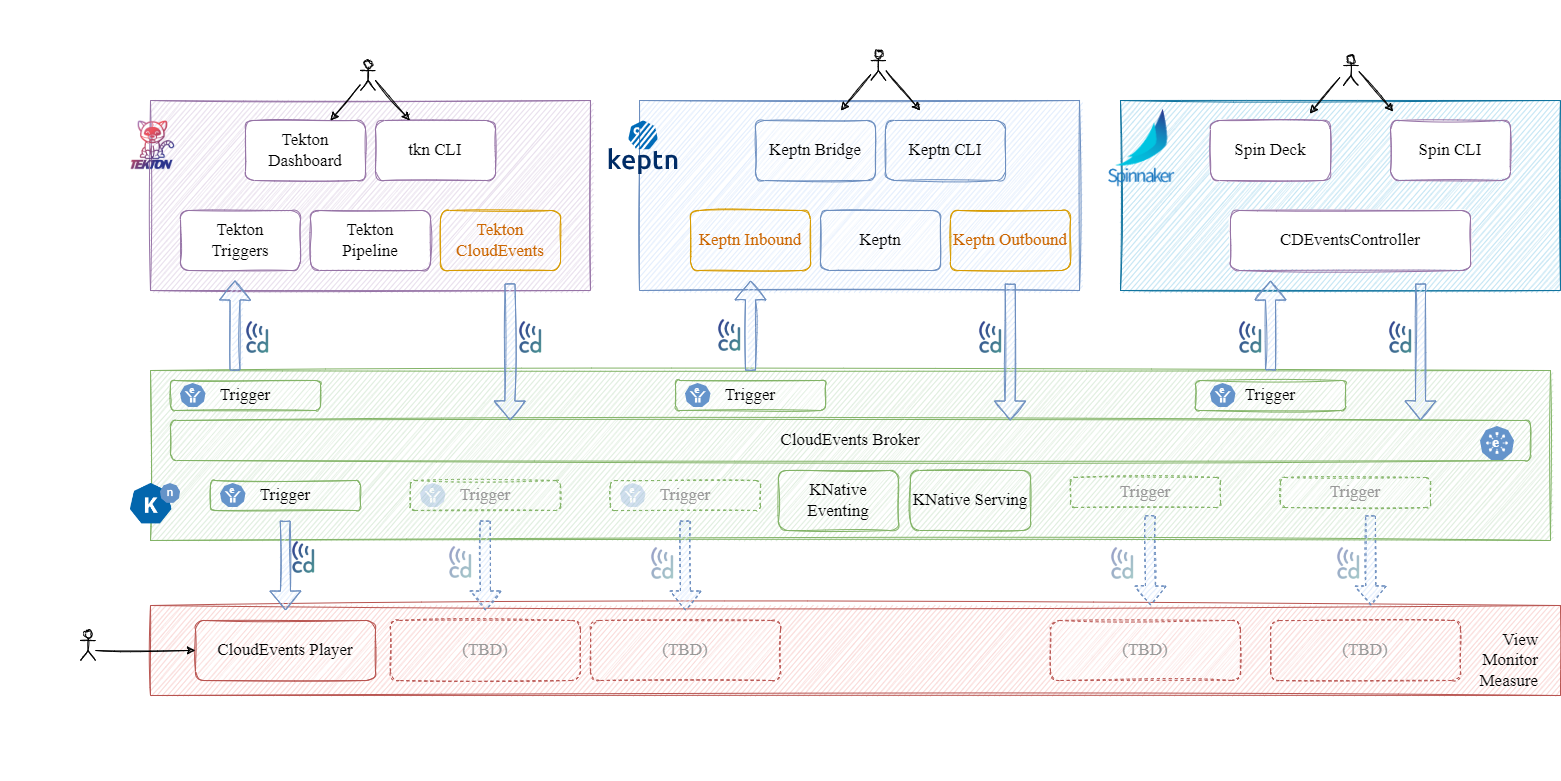 Tekton
Dashboard
tkn CLI
TEKTON
Tekton
Triggers
Tekton
Pipeline
Tekton
CloudEvents
keptn
Keptn Bridge
Keptn CLI
Keptn Inbound
Keptn
Keptn Outbound
Spinnaker
Spin Deck
Spin CLI
CDEventsController
cd
cd
cd
cd
cd
cd
e
Trigger
e
Trigger
e
Trigger
CloudEvents Broker
e
K
n
e
Trigger
e
Trigger
e
Trigger
KNative
Eventing
KNative Serving
Trigger
Trigger
cd
cd
cd
cd
cd
CloudEvents Player
(TBD)
(TBD)
(TBD)
(TBD)
View
Monitor
Measure